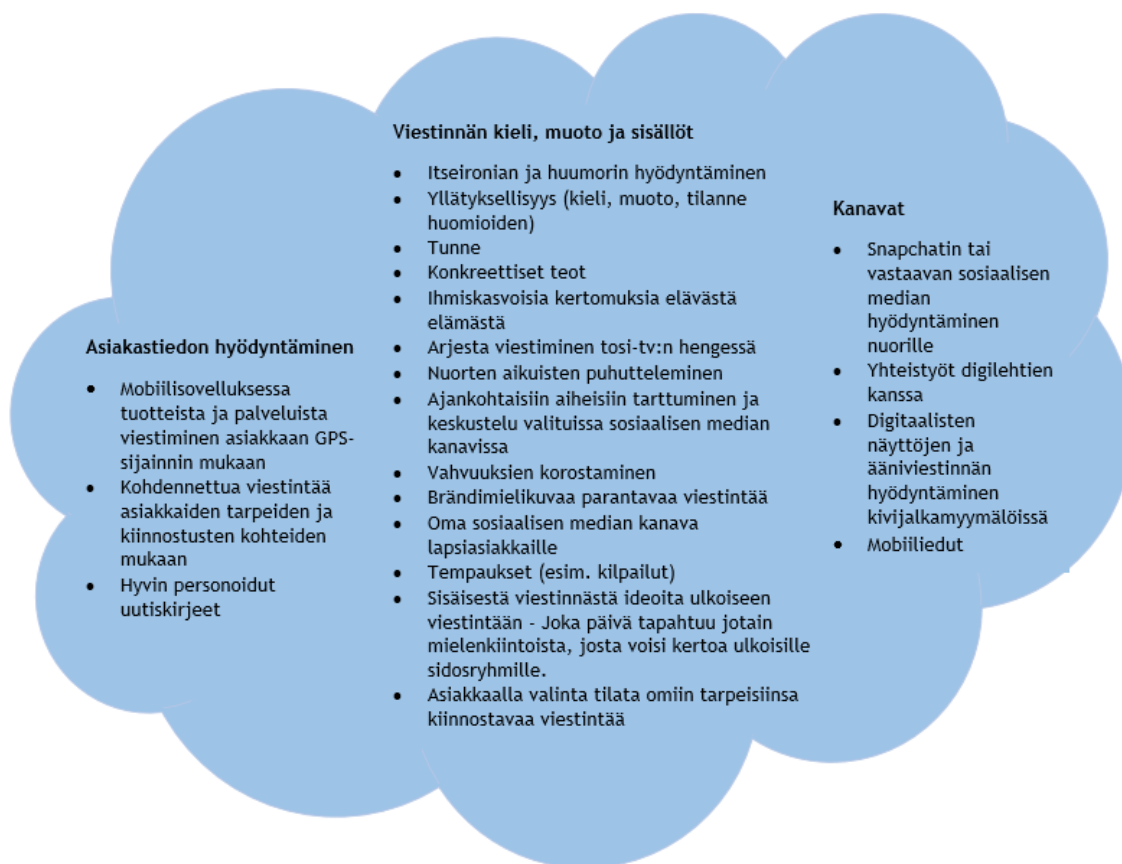 Asiakastiedon hyödyntäminen
• Mobiilisovelluksessa
tuotteista ja palveluista
viestiminen asiakkaan GPS-
sijainnin mukaan
• Kohdennettua viestintää
asiakkaiden tarpeiden ja
kiinnostusten kohteiden
mukaan
• Hyvin personoidut
uutiskirjeet
Viestinnän kieli, muoto ja sisällöt
• Itseironian ja huumorin hyödyntäminen
• Yllätyksellisyys (kieli, muoto, tilanne
huomioiden)
• Tunne
• Konkreettiset teot
• Ihmiskasvoisia kertomuksia elävästä
elämästä
• Arjesta viestiminen tosi-tv:n hengessä
• Nuorten aikuisten puhutteleminen
• Ajankohtaisiin aiheisiin tarttuminen ja
keskustelu valituissa sosiaalisen median
kanavissa
• Vahvuuksien korostaminen
• Brändimielikuvaa parantavaa viestintää
• Oma sosiaalisen median kanava
lapsiasiakkaille
• Tempaukset (esim. kilpailut)
• Sisäisestä viestinnästä ideoita ulkoiseen
viestintään - Joka päivä tapahtuu jotain
mielenkiintoista, josta voisi kertoa ulkoisille
sidosryhmille.
• Asiakkaalla valinta tilata omiin tarpeisiinsa
kiinnostavaa viestintää
Kanavat
• Snapchatin tai
vastaavan sosiaalisen
median
hyödyntäminen
nuorille
• Yhteistyöt digilehtien
kanssa
• Digitaalisten
näyttöjen ja
ääniviestinnän
hyödyntäminen
kivijalkamyymälöissä
• Mobiiliedut